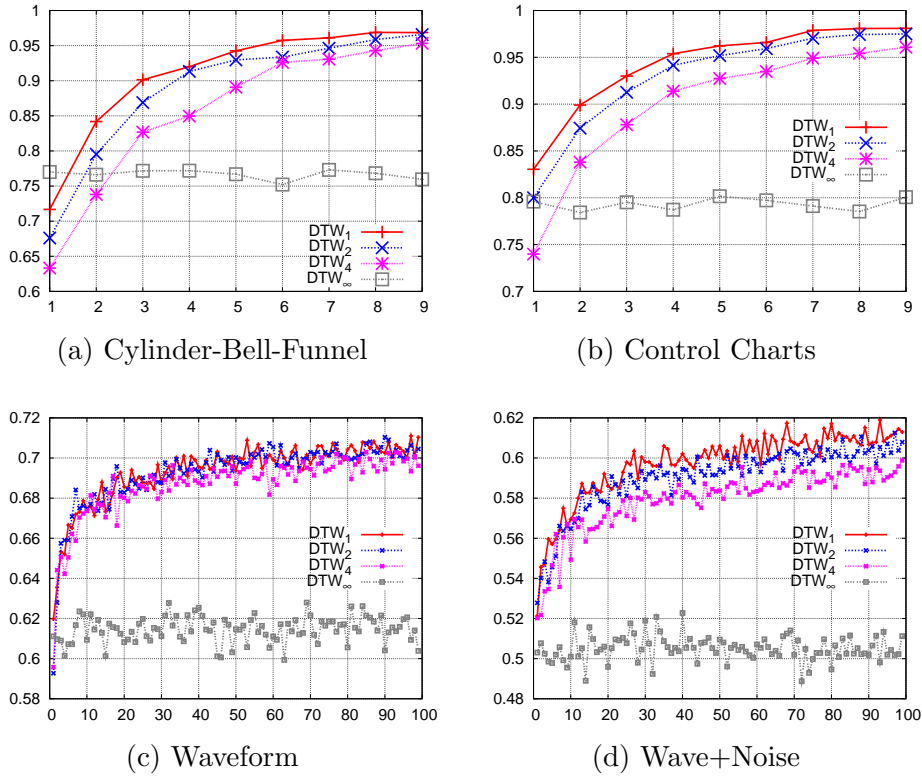 1
0.95
0.9
0.85
0.8
0.75
0.7
0.65
0.6
DTW1
DTW2
DTW4
DTW∞
1 2 3 4 5 6 7 8 9
(a) Cylinder-Bell-Funnel
1
0.95
0.9
0.85
0.8
0.75
0.7
DTW1
DTW2
DTW4
DTW∞
1 2 3 4 5 6 7 8 9
(b) Control Charts
0.72
0.7
0.68
0.66
0.64
0.62
0.6
0.58
DTW1
DTW2
DTW4
DTW∞
0 10 20 30 40 50 60 70 80 90 100
(c) Waveform
0.62
0.6
0.58
0.56
0.54
0.52
0.5
0.48
DTW1
DTW2
DTW4
DTW∞
0 10 20 30 40 50 60 70 80 90 100
(d) Wave+Noise